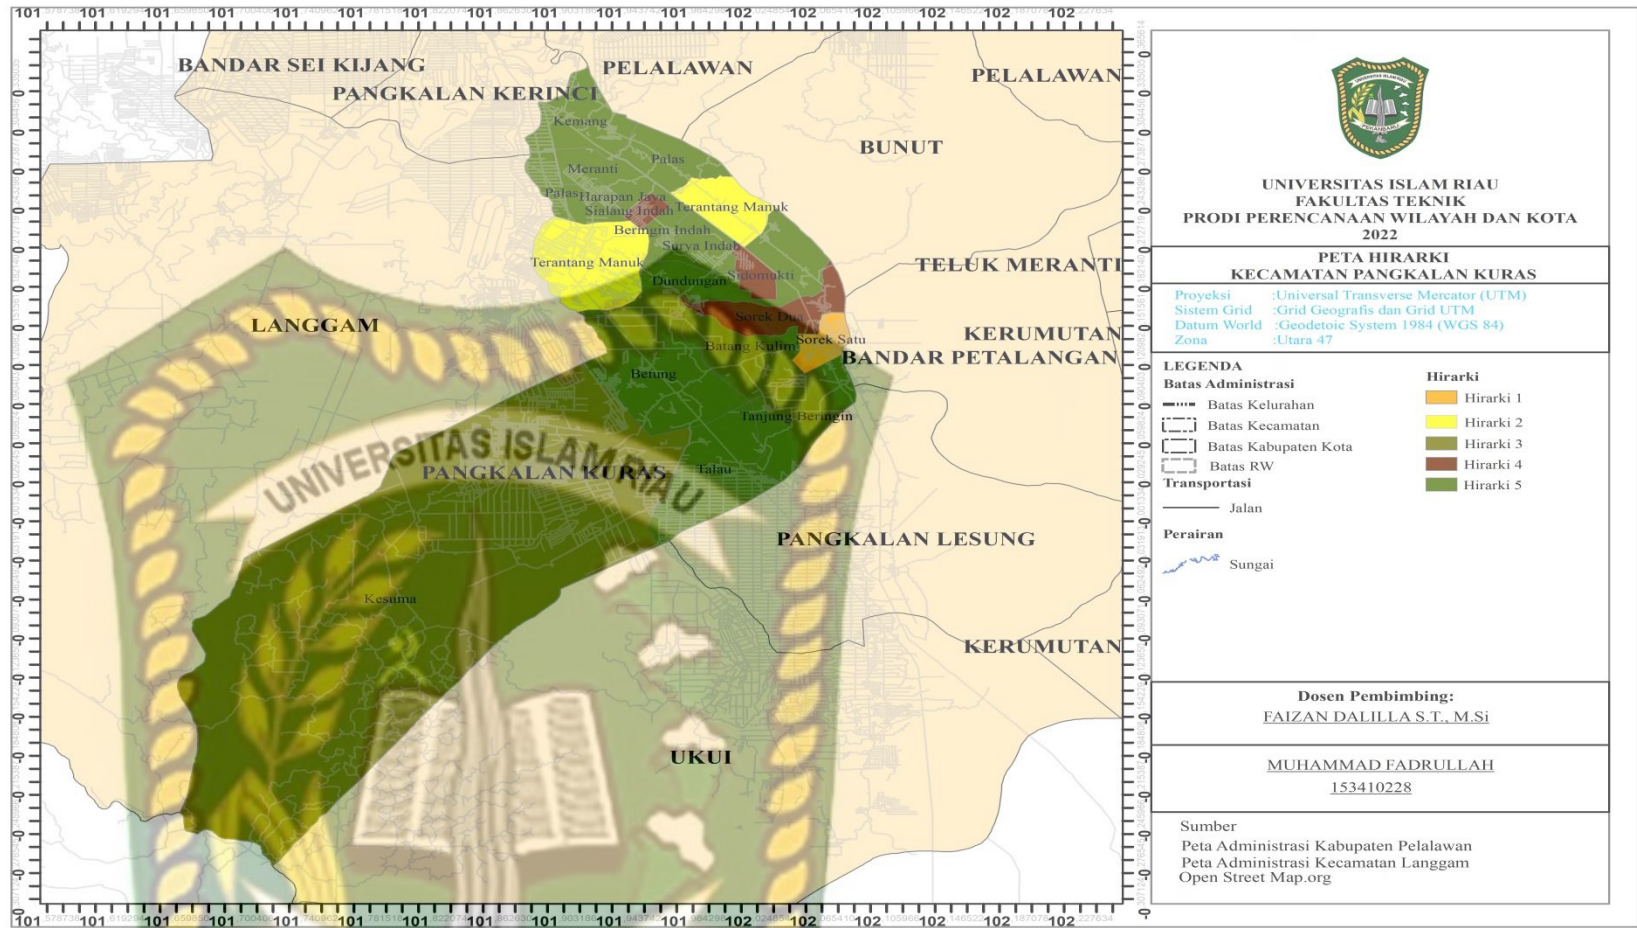 BANDAR SEI KIJANG
PANGKALAN KERINCI
PELALAWAN
PELALAWAN
BUNUT
TELUK MERANTI
KERUMUTAN
BANDAR PETALANGAN
LANGGAM
PANGKALAN KURAS
PANGKALAN LESUNG
KERUMUTAN
UKUI
Kemang
Palas
Meranti
Palas
Harapan Jaya
Sialang Indah
Terantang Manuk
Beringin Indah
Surya Indah
Terantang Manuk
Dundungan
Sidomukti
Sorek Dua
Batang Kulim
Sorek Satu
Betung
Tanjung Beringin
Talau
Kesuma
UNIVERSITAS ISLAM RIAU
UNIVERSITAS ISLAM RIAU
PEKANBARU
UNIVERSITAS ISLAM RIAU
FAKULTAS TEKNIK
PRODI PERENCANAAN WILAYAH DAN KOTA
2022
PETA HIRARKI
KECAMATAN PANGKALAN KURAS
Proyeksi :Universal Transverse Mercator (UTM)
Sistem Grid :Grid Geografis dan Grid UTM
Datum World :Geodetoic System 1984 (WGS 84)
Zona :Utara 47
LEGENDA
Batas Administrasi
Batas Kelurahan
Batas Kecamatan
Batas Kabupaten Kota
Batas RW
Transportasi
Jalan
Perairan
Sungai
Hirarki
Hirarki 1
Hirarki 2
Hirarki 3
Hirarki 4
Hirarki 5
Dosen Pembimbing:
FAIZAN DALILLA S.T., M.Si
MUHAMMAD FADRULLAH
153410228
Sumber
Peta Administrasi Kabupaten Pelalawan
Peta Administrasi Kecamatan Langgam
Open Street Map.org